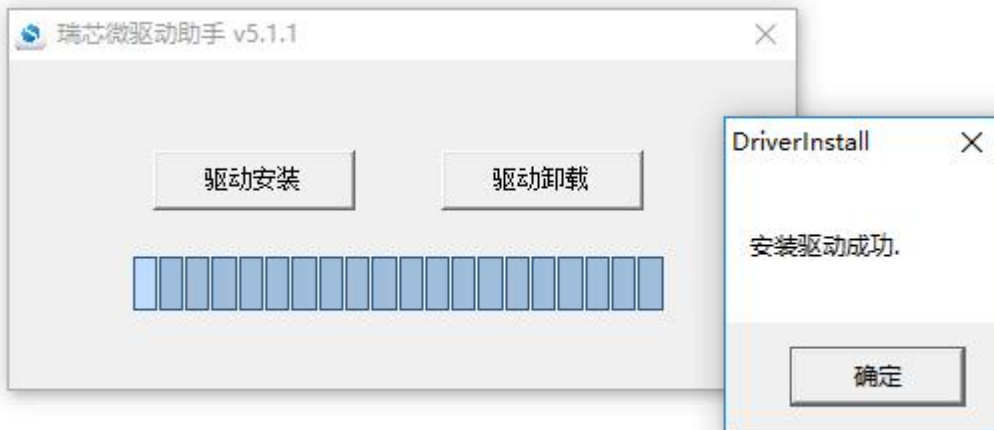 瑞芯微驱动助手 v5.1.1
驱动安装
驱动卸载
DriverInstall
安装驱动成功.
确定